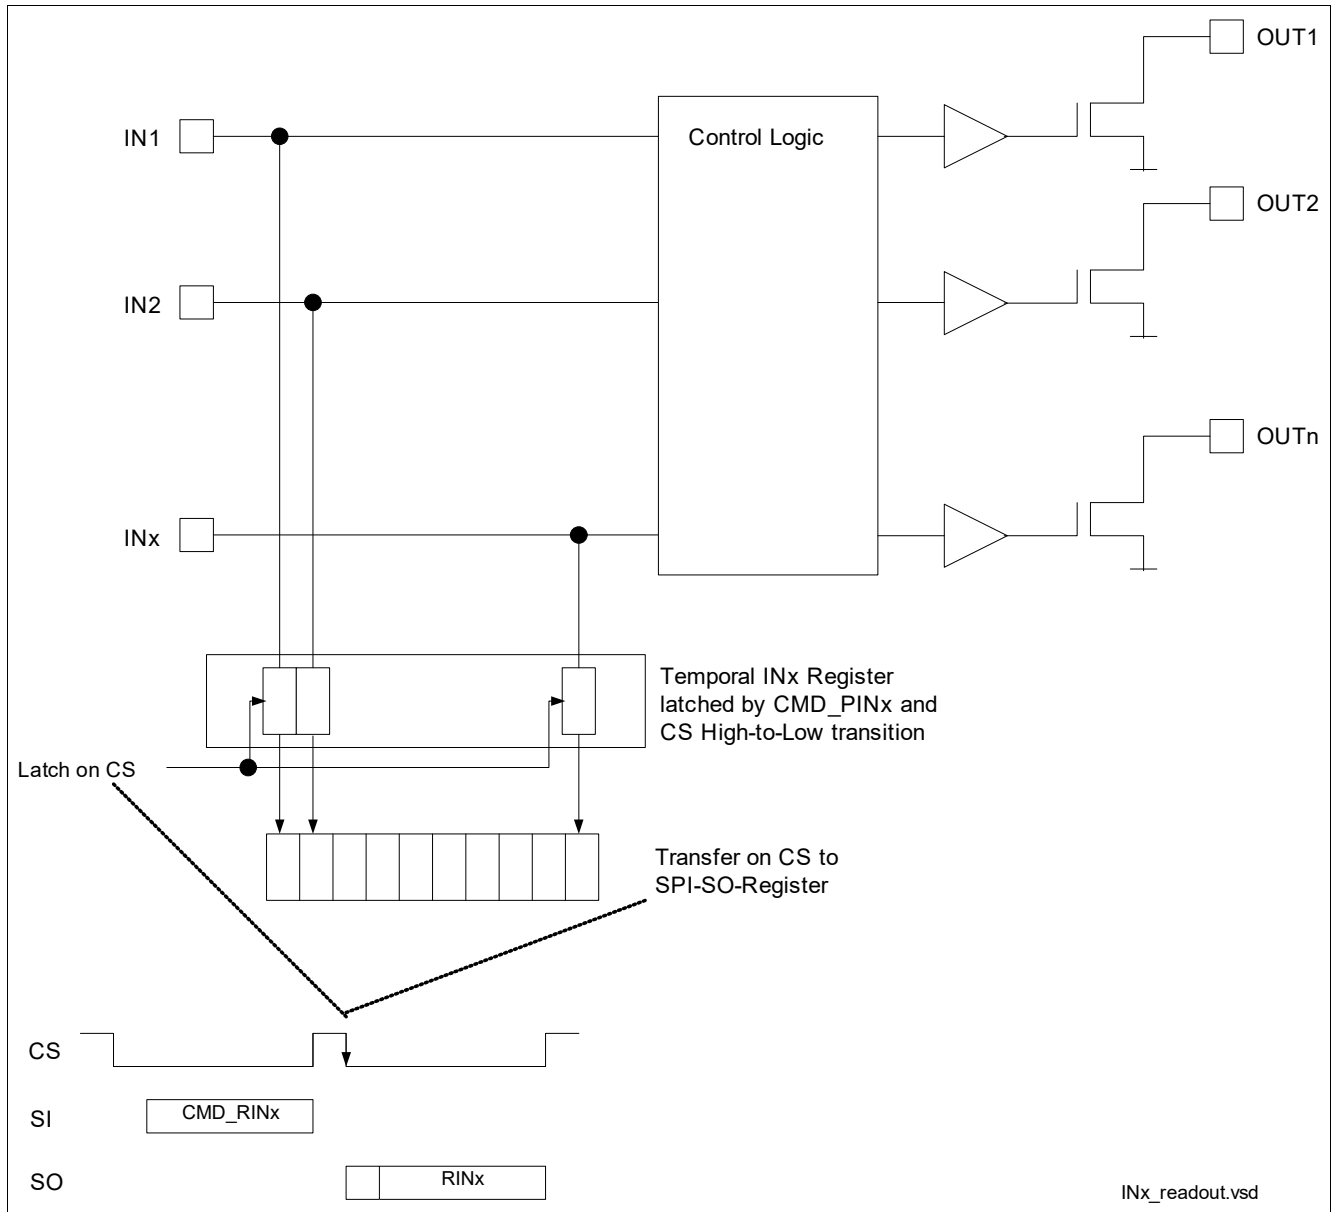 OUT1
IN1
Control Logic
OUT2
IN2
OUTn
INx
Temporal INx Register
latched by CMD_PINx and
CS High-to-Low transition
Latch on CS
Transfer on CS to
SPI-SO-Register
CS
SI
CMD_RINx
SO
RINx
INx_readout.vsd